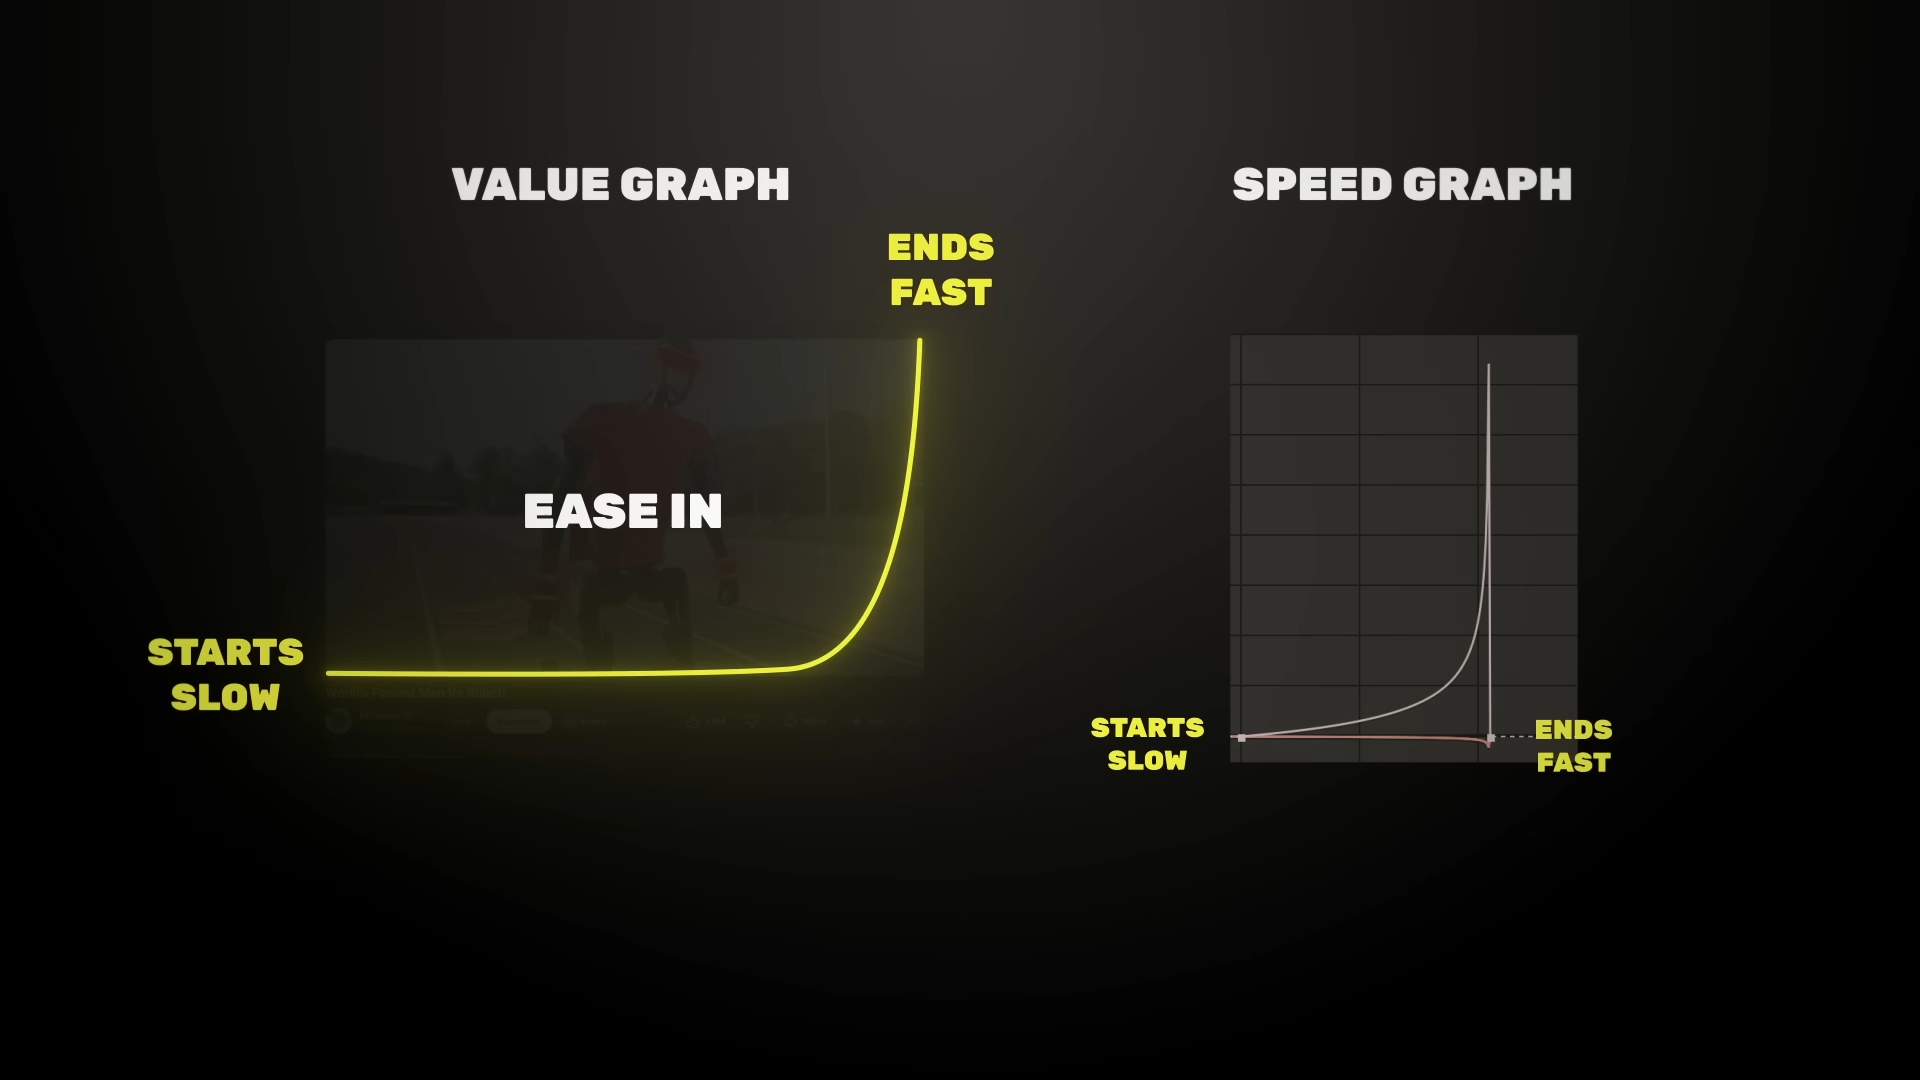 VALUE GRAPH
SPEED GRAPH
ENDS
FAST
EASE IN
STARTS
SLOW
STARTS
SLOW
ENDS
FAST